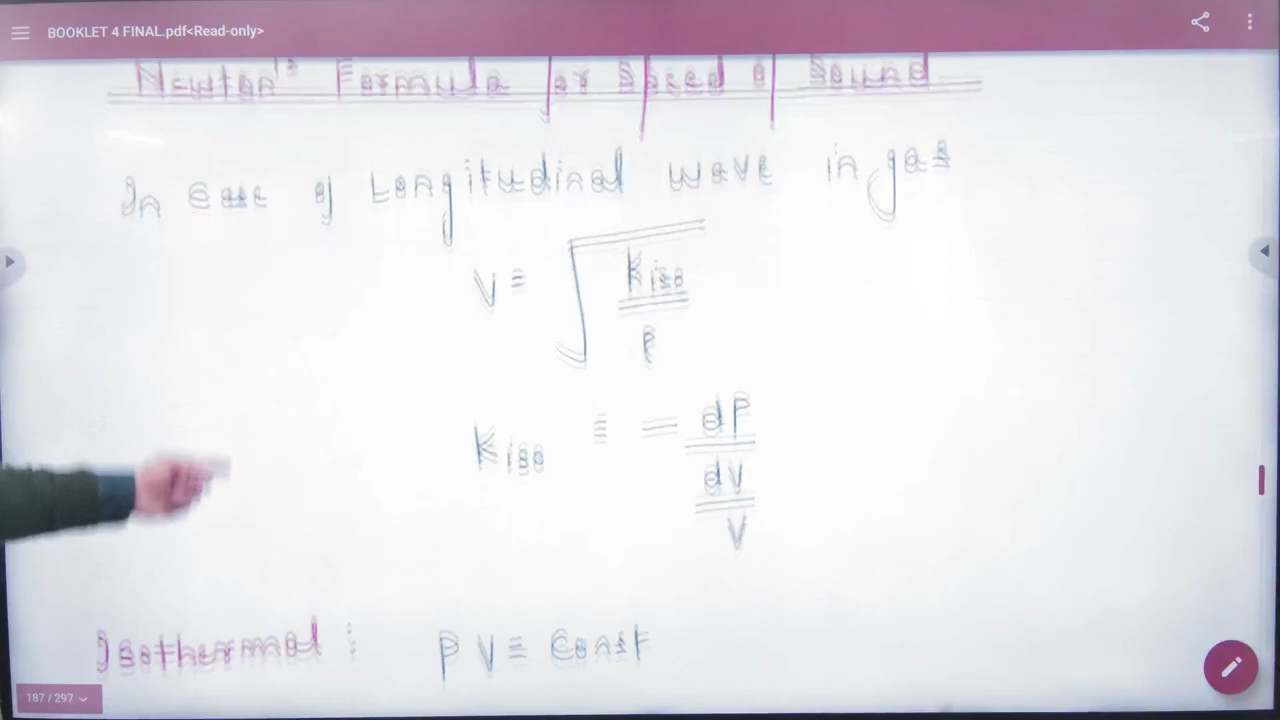 BOOKLET 4 FINAL.pdf<Read-only>
Newton's Formula for Speed of Sound
In case of Longitudinal wave in gas
V = √
Kiso
ρ
Kiso = - dP
dV
V
Isothermal : P V = Const
187 / 297